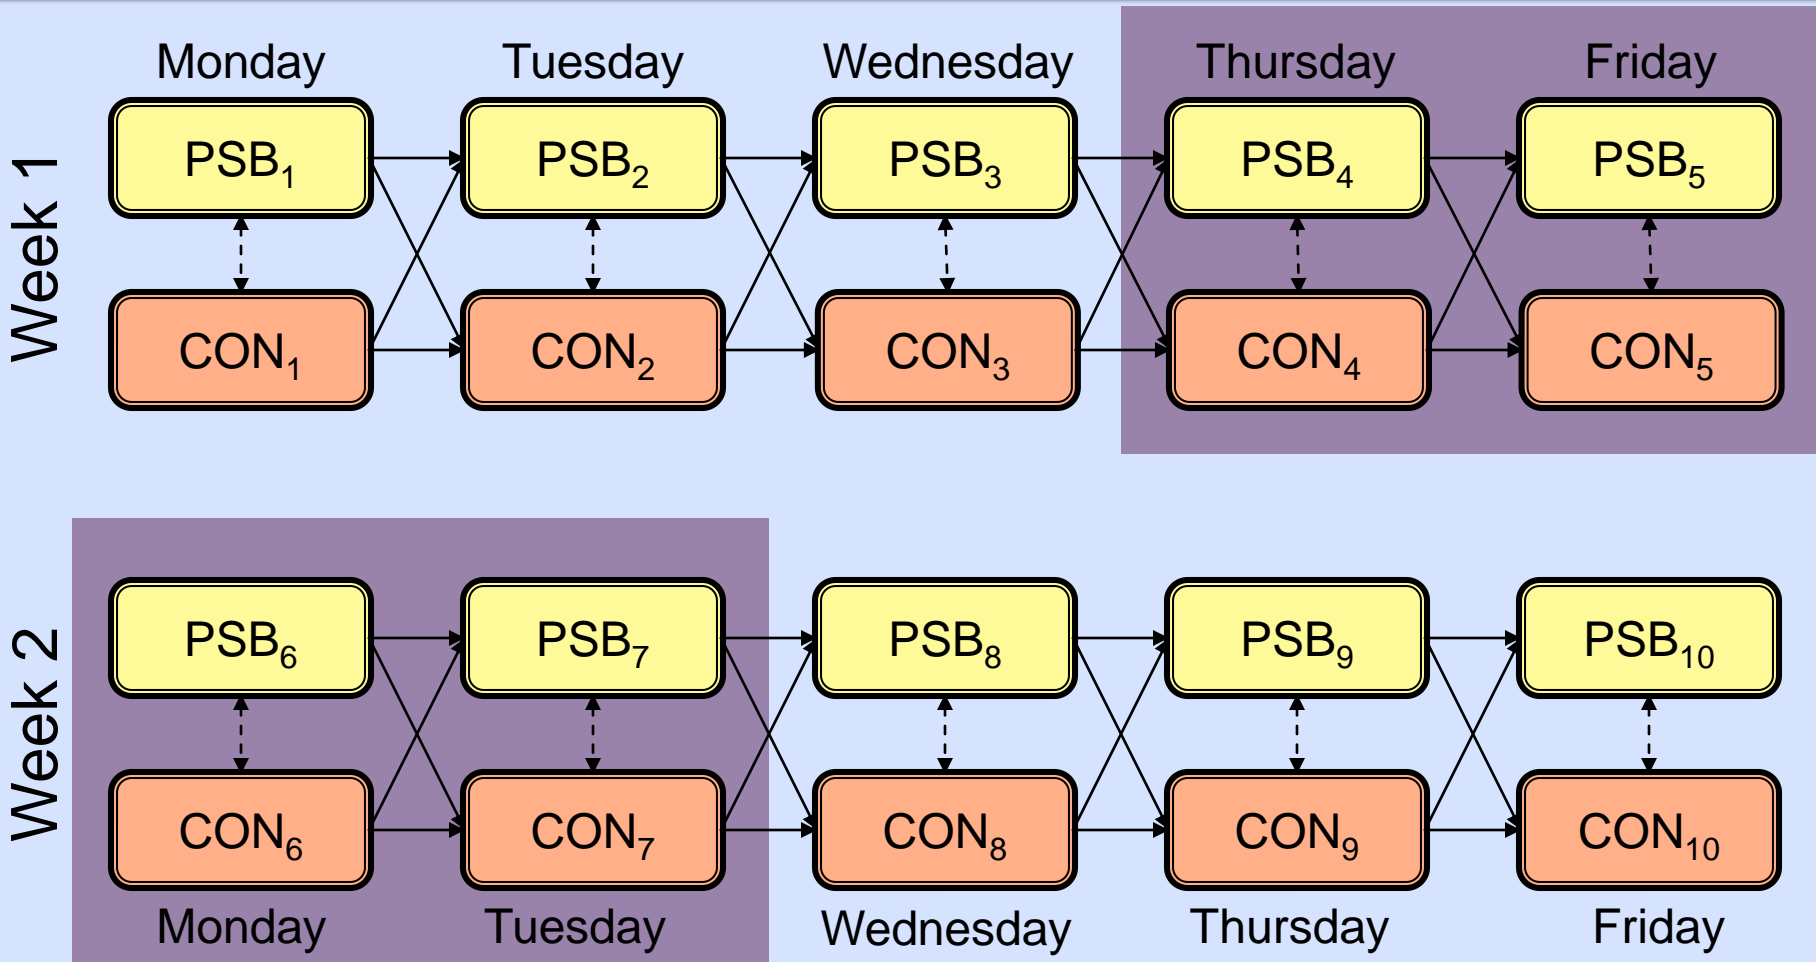 Monday Tuesday Wednesday Thursday Friday
Week 1
PSB₁ PSB₂ PSB₃ PSB₄ PSB₅
CON₁ CON₂ CON₃ CON₄ CON₅
Week 2
PSB₆ PSB₇ PSB₈ PSB₉ PSB₁₀
CON₆ CON₇ CON₈ CON₉ CON₁₀
Monday Tuesday Wednesday Thursday Friday